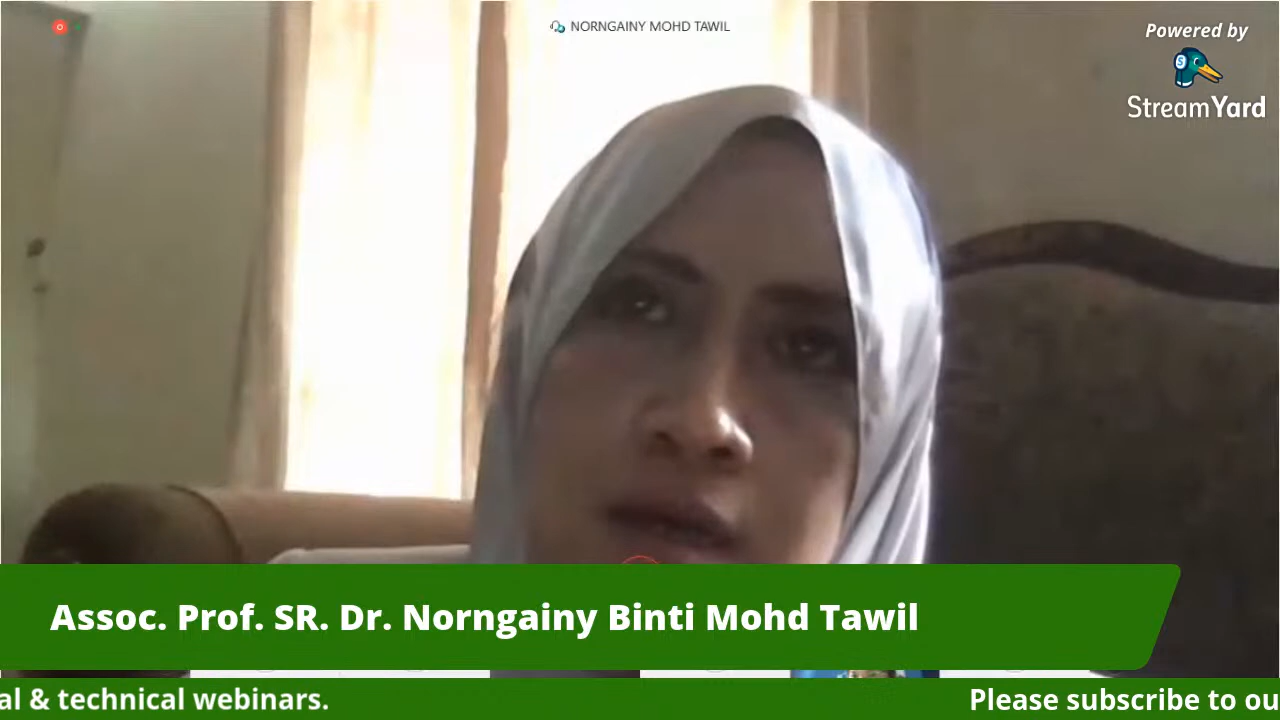 NORNGAINY MOHD TAWIL
Powered by
StreamYard
Assoc. Prof. SR. Dr. Norngainy Binti Mohd Tawil
al & technical webinars.
Please subscribe to ou